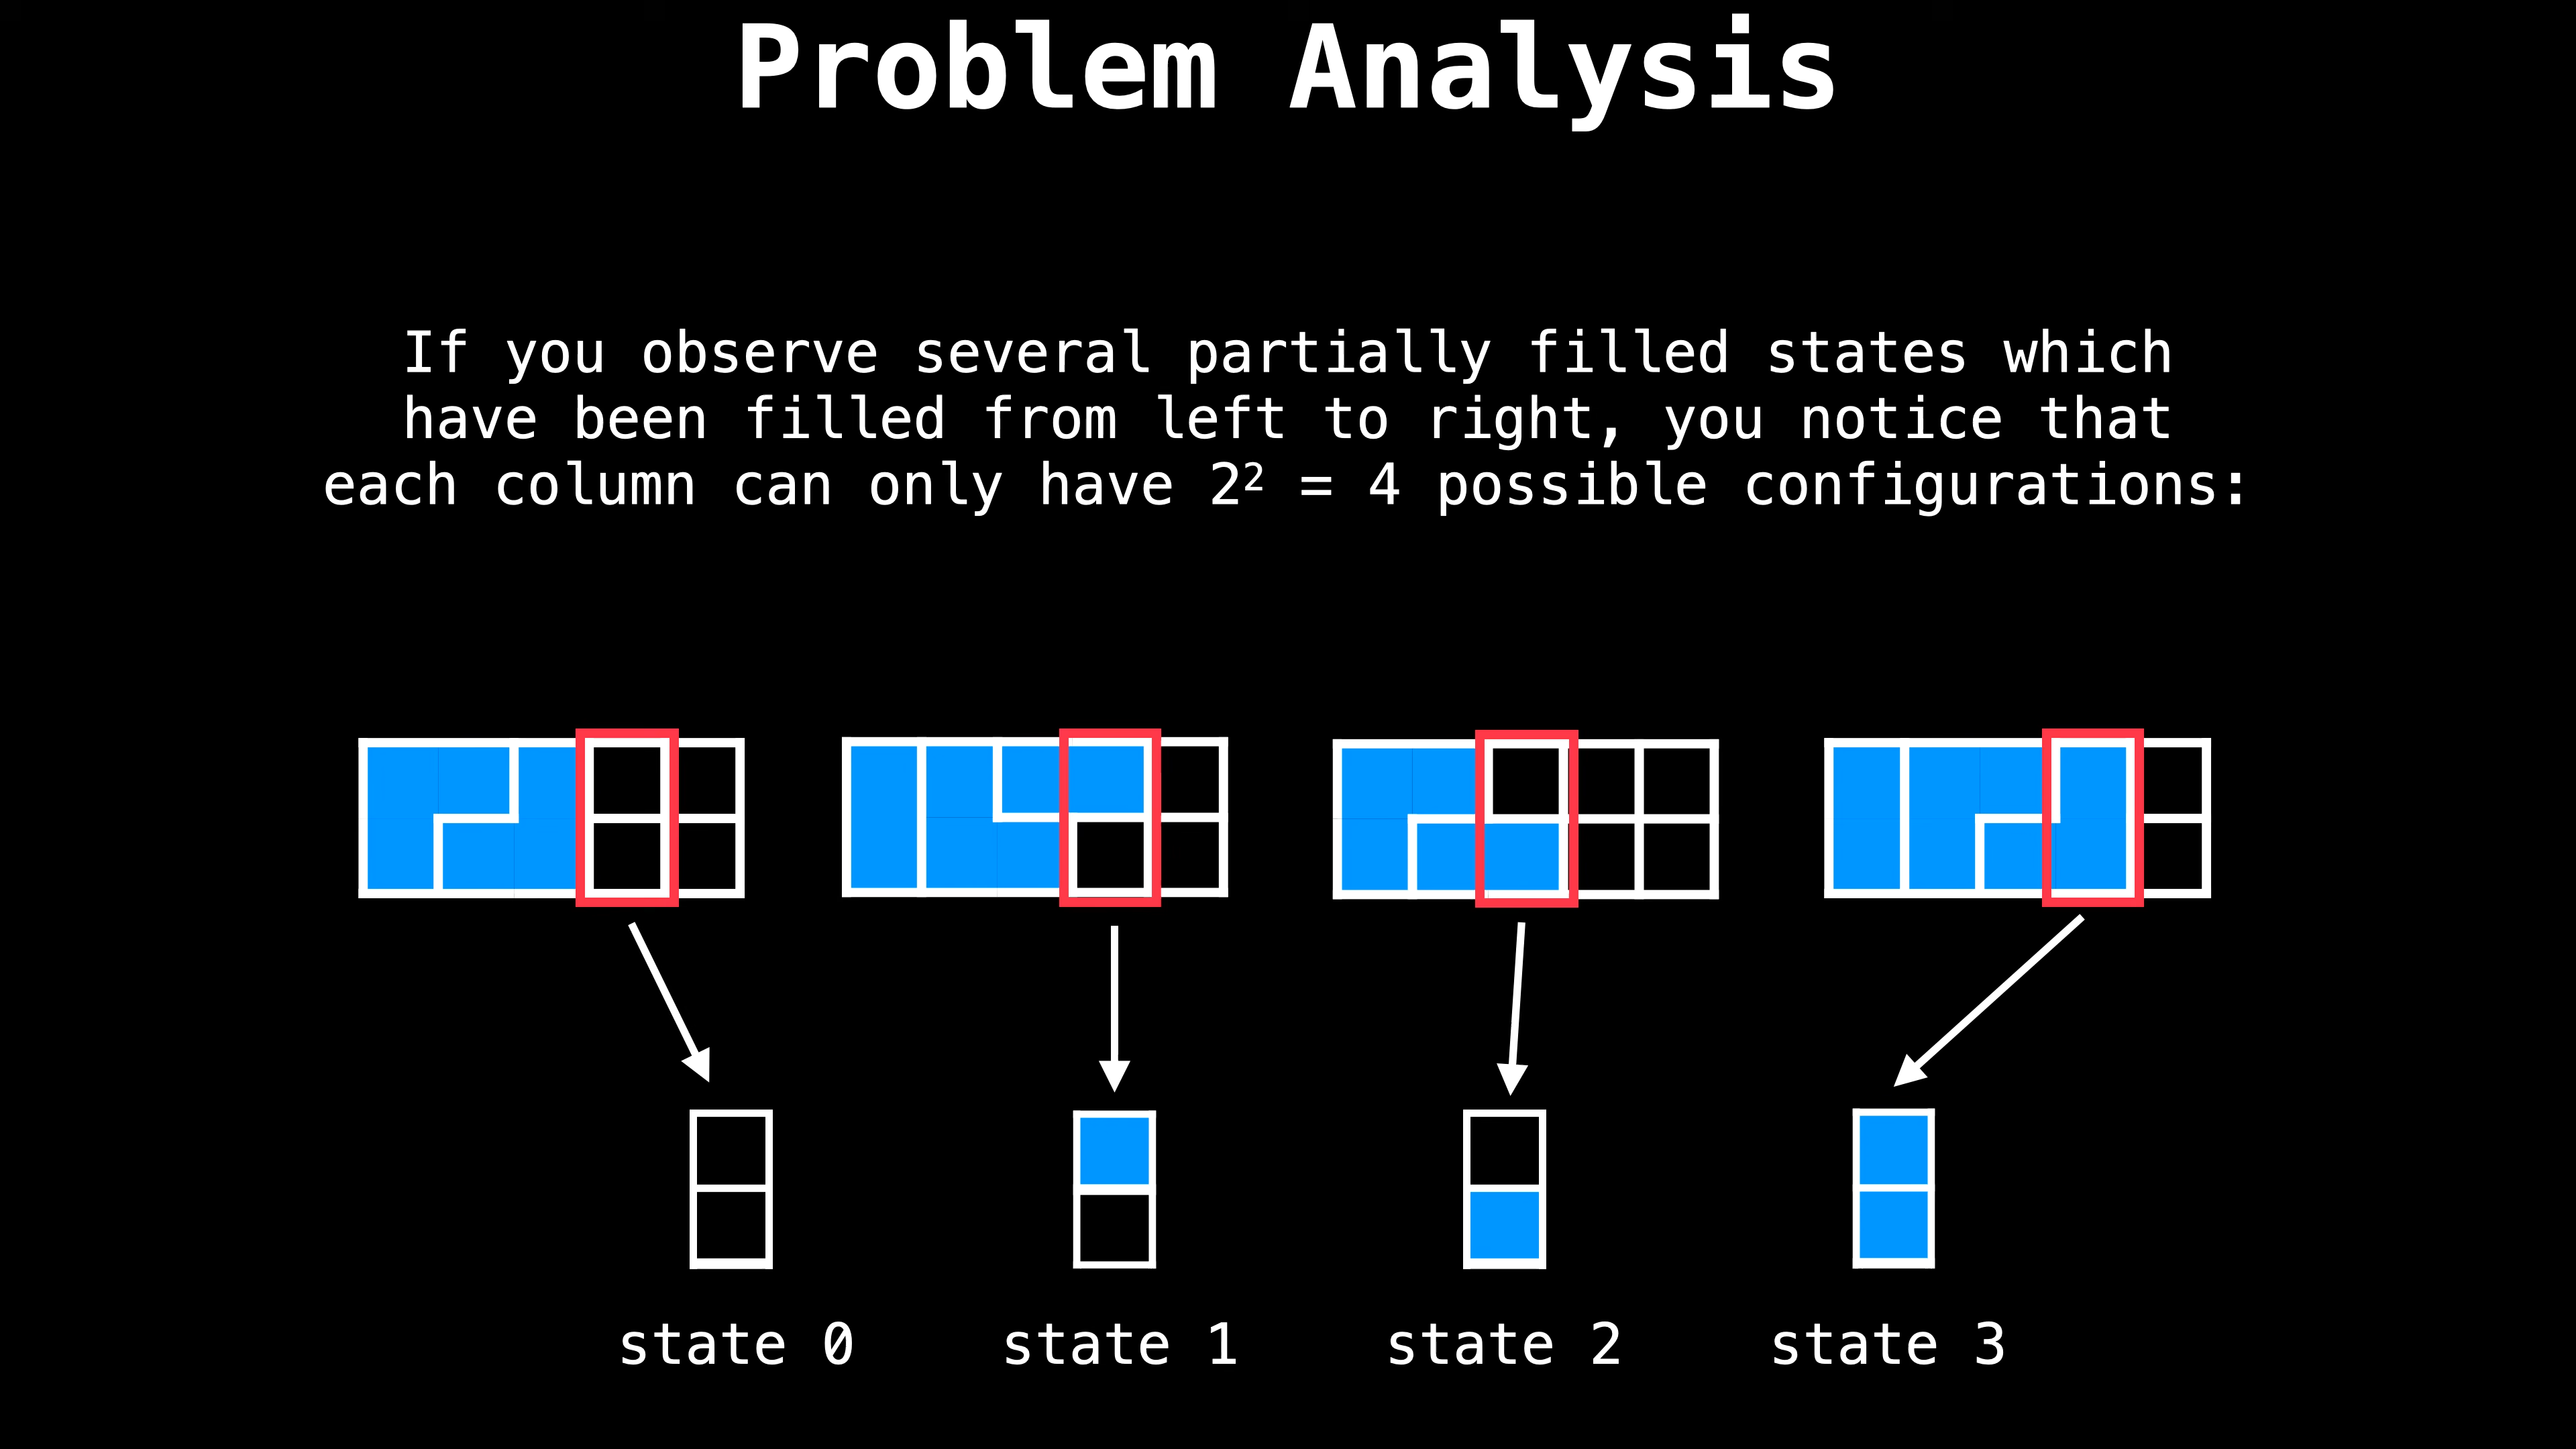 Problem Analysis
If you observe several partially filled states which
have been filled from left to right, you notice that
each column can only have 2² = 4 possible configurations:
state 0
state 1
state 2
state 3